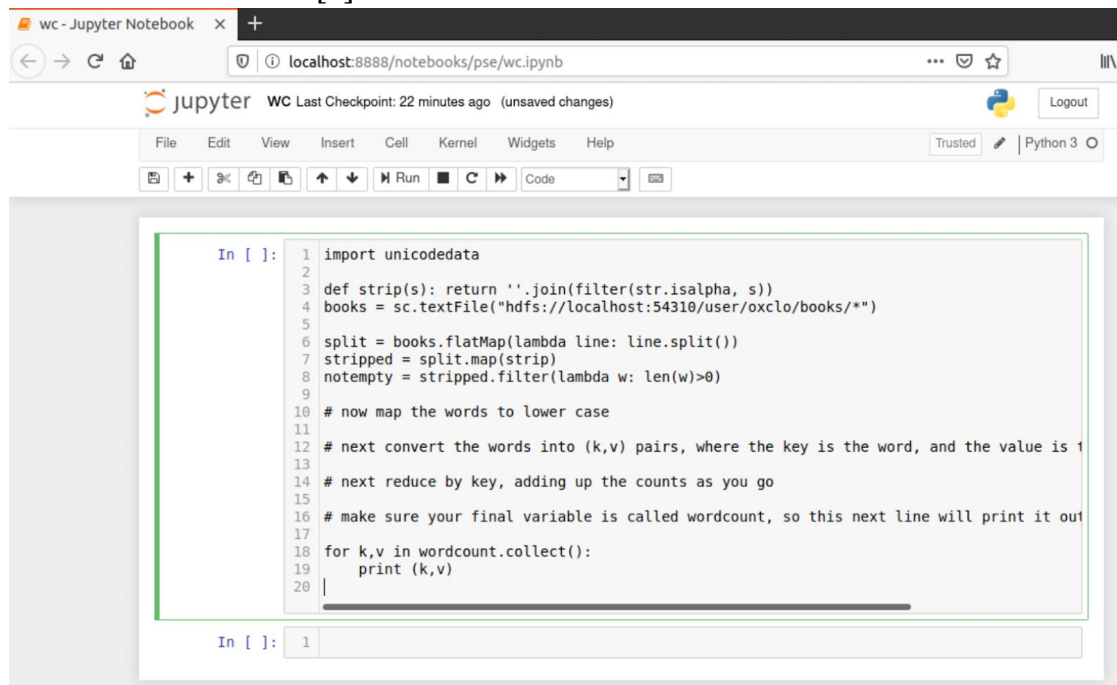 wc - Jupyter Notebook
localhost:8888/notebooks/pse/wc.ipynb
jupyter wc Last Checkpoint: 22 minutes ago (unsaved changes)
Logout
File Edit View Insert Cell Kernel Widgets Help
Trusted Python 3
Run Code
In [ ]:
1 import unicodedata
2
3 def strip(s): return ''.join(filter(str.isalpha, s))
4 books = sc.textFile("hdfs://localhost:54310/user/oxclo/books/*")
5
6 split = books.flatMap(lambda line: line.split())
7 stripped = split.map(strip)
8 notempty = stripped.filter(lambda w: len(w)>0)
9
10 # now map the words to lower case
11
12 # next convert the words into (k,v) pairs, where the key is the word, and the value is
13
14 # next reduce by key, adding up the counts as you go
15
16 # make sure your final variable is called wordcount, so this next line will print it out
17
18 for k,v in wordcount.collect():
19     print (k,v)
20
In [ ]: 1